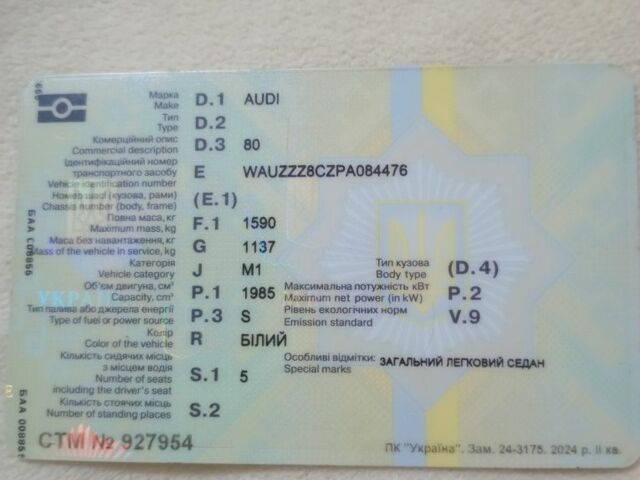 Марка D.1 AUDI
Make
Тип D.2
Type
Комерційний опис D.3 80
Commercial description
Ідентифікаційний номер
транспортного засобу E WAUZZZ8CZPA084476
Vehicle identification number
Номер шасі (кузова, рами) (E.1)
Chassis number (body, frame)
Повна маса, кг F.1 1590
Maximum mass, kg
Маса без навантаження, кг G 1137
Mass of the vehicle in service, kg
Категорія J M1 Тип кузова (D.4)
Vehicle category Body type
Об'єм двигуна, см³ P.1 1985 Максимальна потужність кВт P.2
Capacity, cm³ Maximum net power (in kW)
Тип палива або джерела енергії P.3 S Рівень екологічних норм V.9
Type of fuel or power source Emission standard
Колір R БІЛИЙ
Color of the vehicle
Кількість сидячих місць Особливі відмітки: ЗАГАЛЬНИЙ ЛЕГКОВИЙ СЕДАН
з місцем водія S.1 5 Special marks
Number of seats
including the driver's seat
Кількість стоячих місць S.2
Number of standing places
СТМ № 927954
ПК "Україна". Зам. 24-3175. 2024 р. II кв.